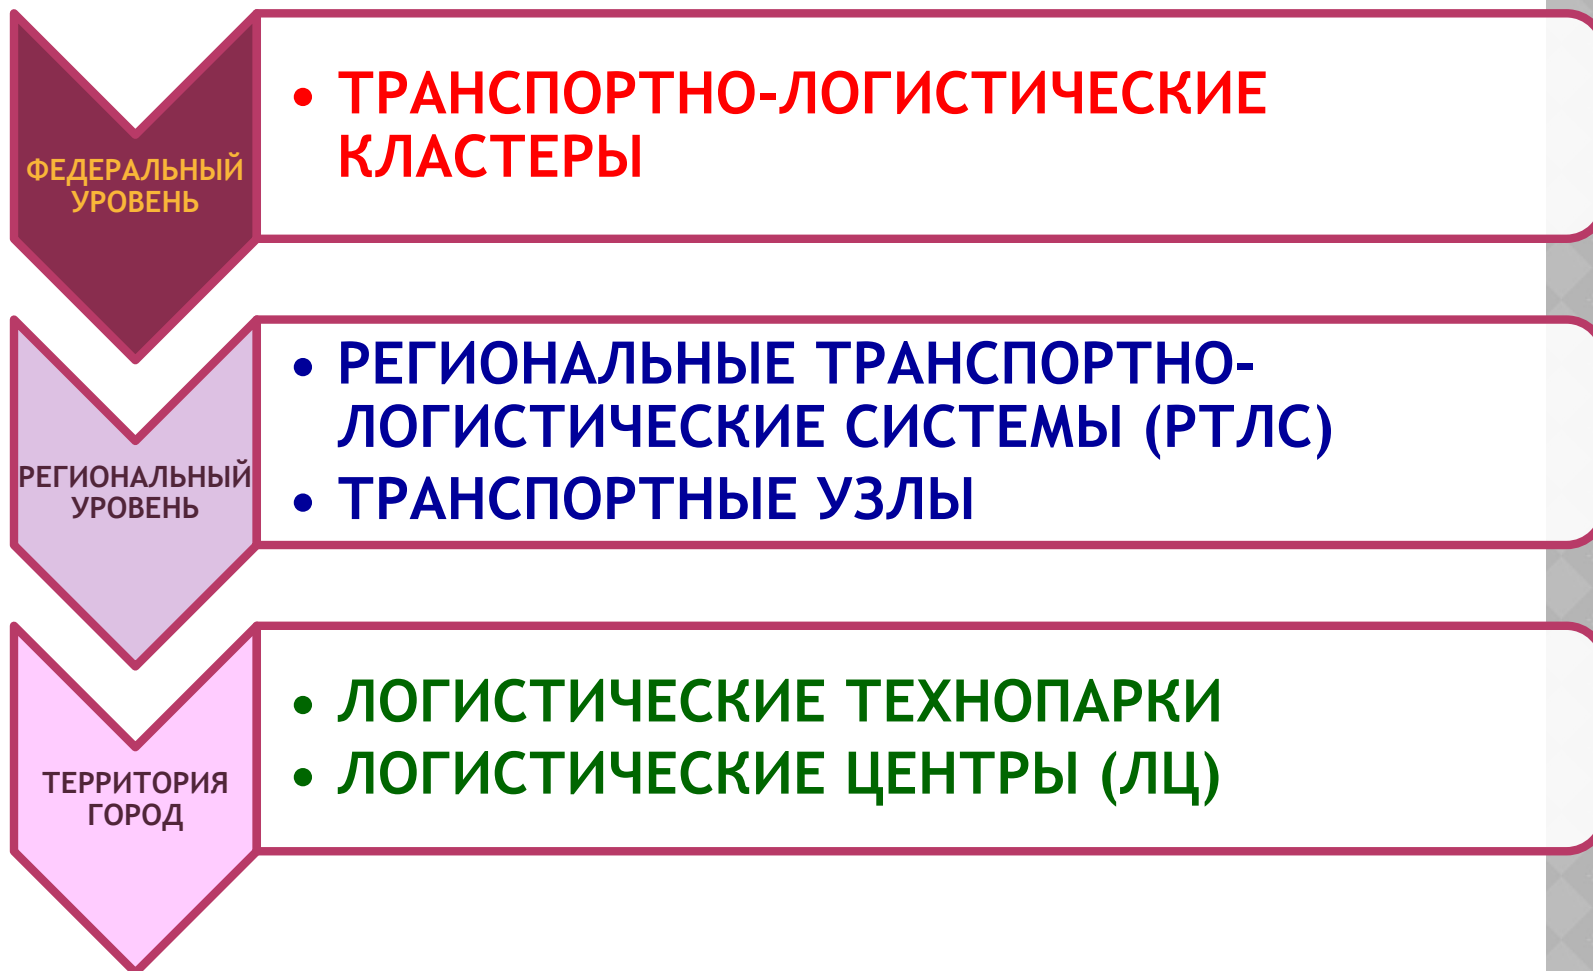 ФЕДЕРАЛЬНЫЙ
УРОВЕНЬ
• ТРАНСПОРТНО-ЛОГИСТИЧЕСКИЕ
КЛАСТЕРЫ
РЕГИОНАЛЬНЫЙ
УРОВЕНЬ
• РЕГИОНАЛЬНЫЕ ТРАНСПОРТНО-
ЛОГИСТИЧЕСКИЕ СИСТЕМЫ (РТЛС)
• ТРАНСПОРТНЫЕ УЗЛЫ
ТЕРРИТОРИЯ
ГОРОД
• ЛОГИСТИЧЕСКИЕ ТЕХНОПАРКИ
• ЛОГИСТИЧЕСКИЕ ЦЕНТРЫ (ЛЦ)